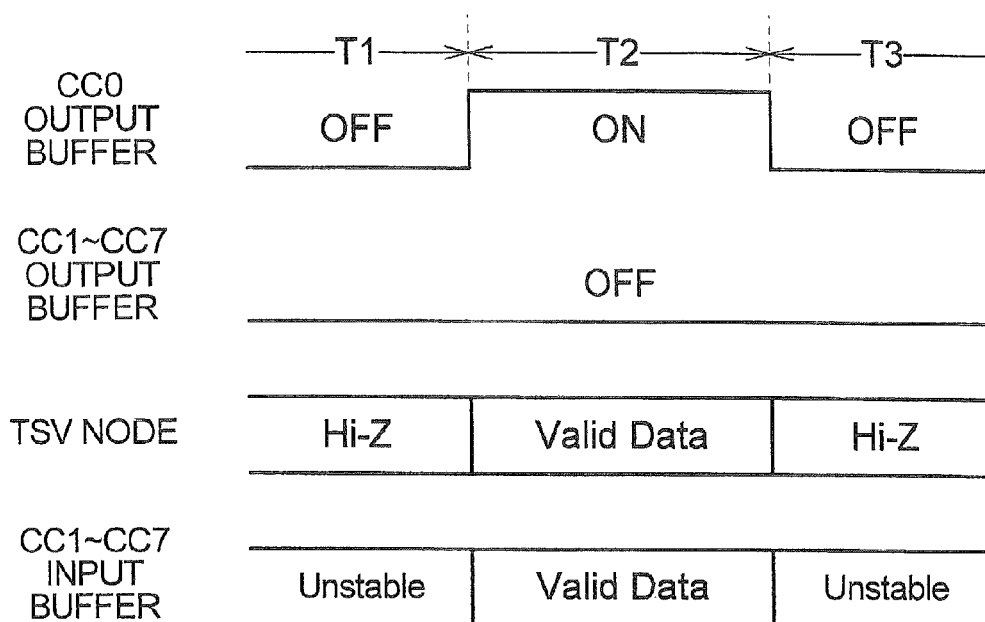 T1 T2 T3
CC0
OUTPUT
BUFFER
OFF ON OFF
CC1~CC7
OUTPUT
BUFFER
OFF
TSV NODE
Hi-Z Valid Data Hi-Z
CC1~CC7
INPUT
BUFFER
Unstable Valid Data Unstable